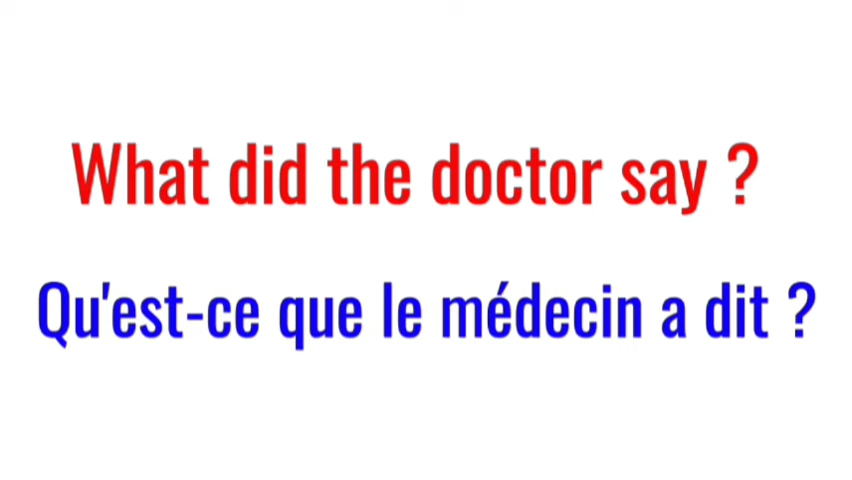 What did the doctor say ?
Qu'est-ce que le médecin a dit ?